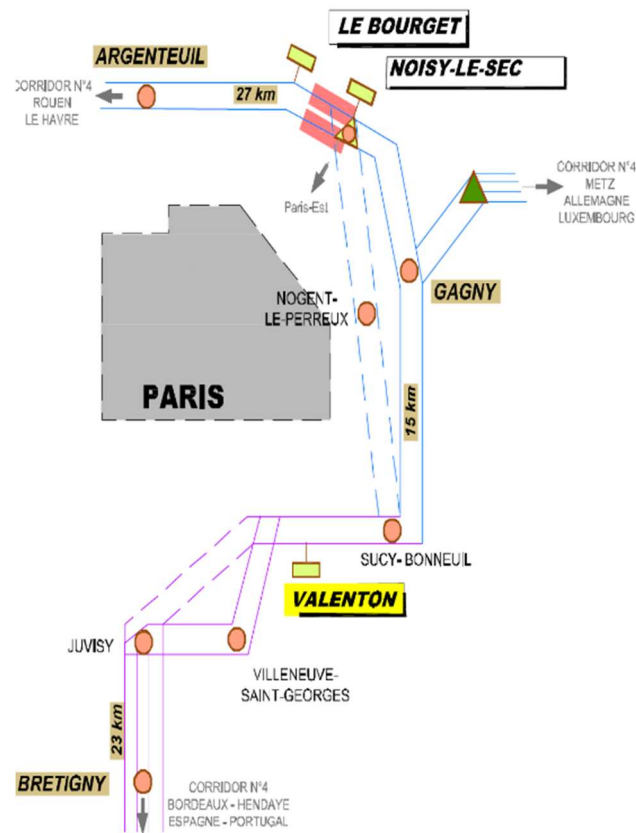 LE BOURGET
ARGENTEUIL
NOISY-LE-SEC
CORRIDOR N°4
ROUEN
LE HAVRE
27 km
Paris-Est
CORRIDOR N°4
METZ
ALLEMAGNE
LUXEMBOURG
GAGNY
NOGENT-
LE-PERREUX
PARIS
15 km
SUCY-BONNEUIL
VALENTON
JUVISY
VILLENEUVE-
SAINT-GEORGES
23 km
BRETIGNY
CORRIDOR N°4
BORDEAUX - HENDAYE
ESPAGNE - PORTUGAL